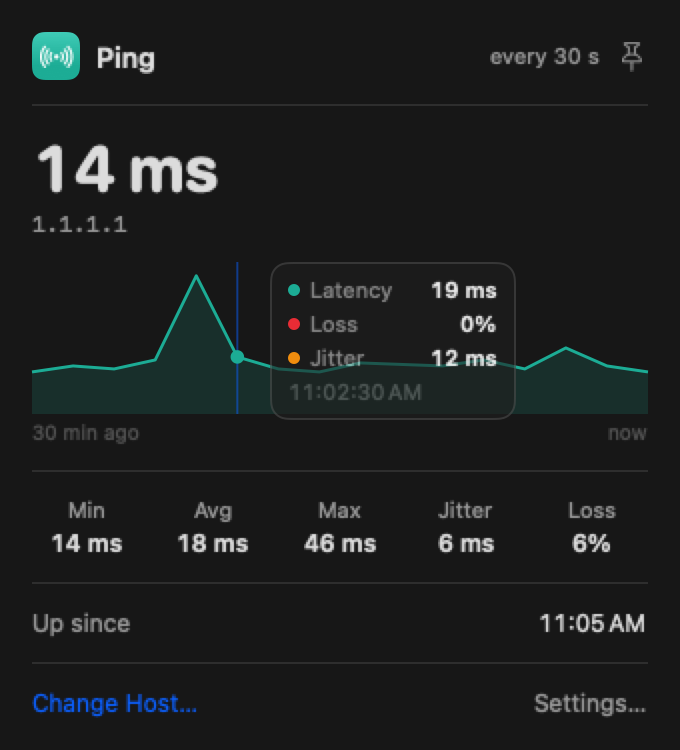 Ping every 30 s
14 ms
1.1.1.1
Latency 19 ms
Loss 0%
Jitter 12 ms
11:02:30 AM
30 min ago now
Min Avg Max Jitter Loss
14 ms 18 ms 46 ms 6 ms 6%
Up since 11:05 AM
Change Host... Settings...